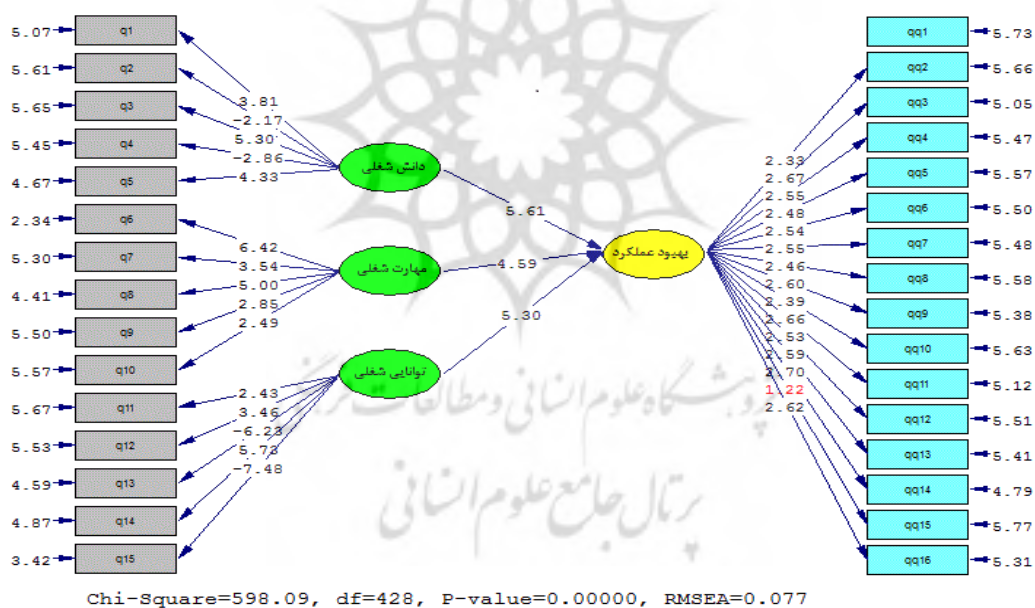 5.07 q1
5.61 q2
5.65 q3
5.45 q4
4.67 q5
2.34 q6
5.30 q7
4.41 q8
5.50 q9
5.57 q10
5.67 q11
5.53 q12
4.59 q13
4.87 q14
3.42 q15
3.81
-2.17
5.30
-2.86
4.33
6.42
3.54
5.00
2.85
2.49
2.43
3.46
-6.23
5.73
-7.48
دانش شغلی
مهارت شغلی
توانایی شغلی
5.61
4.59
5.30
بهبود عملکرد
2.33
2.67
2.55
2.48
2.54
2.55
2.46
2.60
2.39
2.66
2.53
2.59
2.70
1.22
2.62
qq1 5.73
qq2 5.66
qq3 5.05
qq4 5.47
qq5 5.57
qq6 5.50
qq7 5.48
qq8 5.58
qq9 5.38
qq10 5.63
qq11 5.12
qq12 5.51
qq13 5.41
qq14 4.79
qq15 5.77
qq16 5.31
پژوهشگاه علوم انسانی و مطالعات فرهنگی
پرتال جامع علوم انسانی
Chi-Square=598.09, df=428, P-value=0.00000, RMSEA=0.077